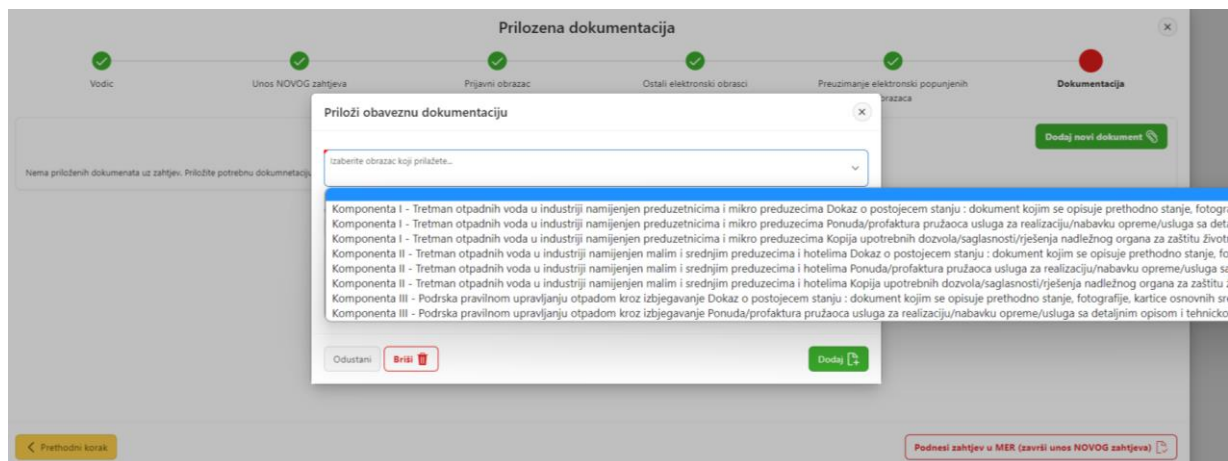 Prilozena dokumentacija
Vodic
Unos NOVOG zahtjeva
Prijavni obrazac
Ostali elektronski obrasci
Preuzimanje elektronski popunjenih
brazaca
Dokumentacija
Priloži obaveznu dokumentaciju
Dodaj novi dokument
Izaberite obrazac koji prilažete...
Nema priloženih dokumenata uz zahtjev. Priložite potrebnu dokumnetaciju
Komponenta I - Tretman otpadnih voda u industriji namijenjen preduzetnicima i mikro preduzecima Dokaz o postojecem stanju : dokument kojim se opisuje prethodno stanje, fotogra
Komponenta I - Tretman otpadnih voda u industriji namijenjen preduzetnicima i mikro preduzecima Ponuda/profaktura pružaoca usluga za realizaciju/nabavku opreme/usluga sa deta
Komponenta I - Tretman otpadnih voda u industriji namijenjen preduzetnicima i mikro preduzecima Kopija upotrebnih dozvola/saglasnosti/rješenja nadležnog organa za zaštitu život
Komponenta II - Tretman otpadnih voda u industriji namijenjen malim i srednjim preduzecima i hotelima Dokaz o postojecem stanju : dokument kojim se opisuje prethodno stanje, fo
Komponenta II - Tretman otpadnih voda u industriji namijenjen malim i srednjim preduzecima i hotelima Ponuda/profaktura pružaoca usluga za realizaciju/nabavku opreme/usluga sa
Komponenta II - Tretman otpadnih voda u industriji namijenjen malim i srednjim preduzecima i hotelima Kopija upotrebnih dozvola/saglasnosti/rješenja nadležnog organa za zaštitu ž
Komponenta III - Podrska pravilnom upravljanju otpadom kroz izbjegavanje Dokaz o postojecem stanju : dokument kojim se opisuje prethodno stanje, fotografije, kartice osnovnih sre
Komponenta III - Podrska pravilnom upravljanju otpadom kroz izbjegavanje Ponuda/profaktura pružaoca usluga za realizaciju/nabavku opreme/usluga sa detaljnim opisom i tehnicko
Odustani
Briši
Dodaj
Prethodni korak
Podnesi zahtjev u MER (završi unos NOVOG zahtjeva)